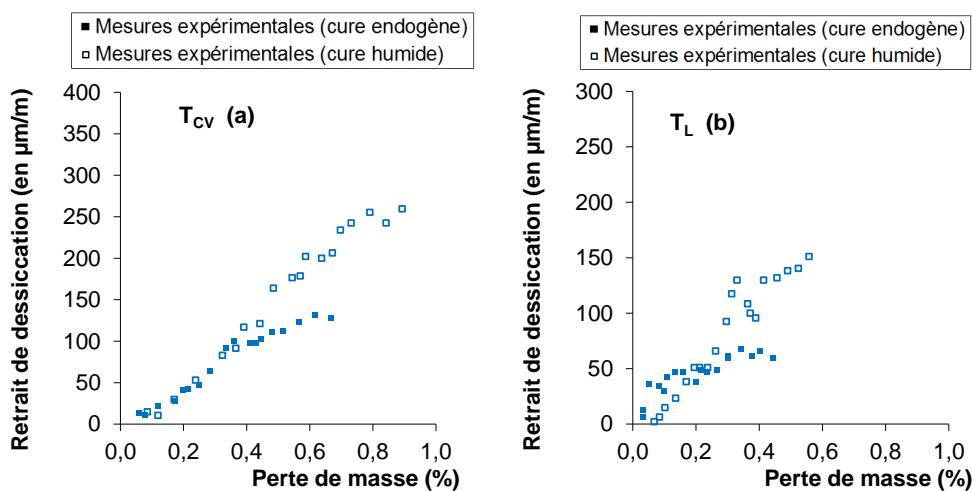 Mesures expérimentales (cure endogène)
Mesures expérimentales (cure humide)
Retrait de dessiccation (en µm/m)
400
350
300
250
200
150
100
50
0
T_CV (a)
0,0 0,2 0,4 0,6 0,8 1,0
Perte de masse (%)
Mesures expérimentales (cure endogène)
Mesures expérimentales (cure humide)
Retrait de dessiccation (en µm/m)
300
250
200
150
100
50
0
T_L (b)
0,0 0,2 0,4 0,6 0,8 1,0
Perte de masse (%)